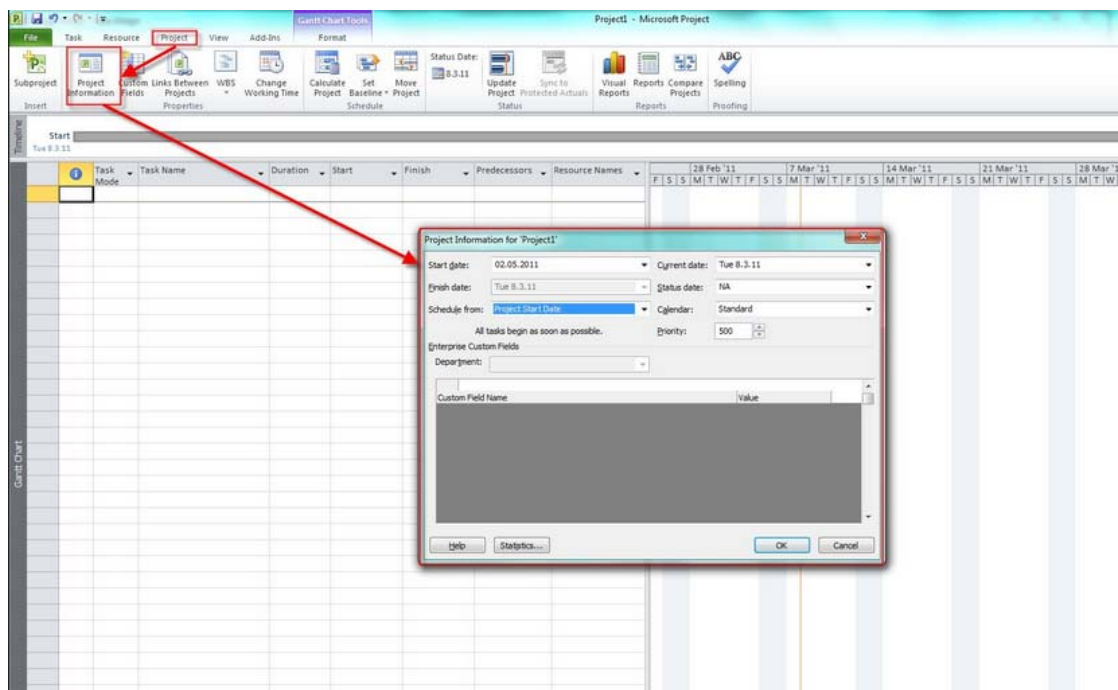 Gantt Chart Tools
Project1 - Microsoft Project
File Task Resource Project View Add-Ins Format
Subproject
Project Information
Custom Fields
Links Between Projects
WBS
Change Working Time
Calculate Project
Set Baseline
Move Project
Status Date:
8.3.11
Update Project
Sync to Protected Actuals
Visual Reports
Reports
Compare Projects
ABC
Spelling
Insert Properties Schedule Status Reports Proofing
Timeline
Start
Tue 8.3.11
Task Mode
Task Name
Duration
Start
Finish
Predecessors
Resource Names
28 Feb '11 7 Mar '11 14 Mar '11 21 Mar '11 28 Mar '1
F S S M T W T F S S M T W T F S S M T W T F S S M T W T F S S M T W
Project Information for 'Project1'
Start date: 02.05.2011 Current date: Tue 8.3.11
Finish date: Tue 8.3.11 Status date: NA
Schedule from: Project Start Date Calendar: Standard
All tasks begin as soon as possible. Priority: 500
Enterprise Custom Fields
Department:
Custom Field Name Value
Help Statistics... OK Cancel
Gantt Chart